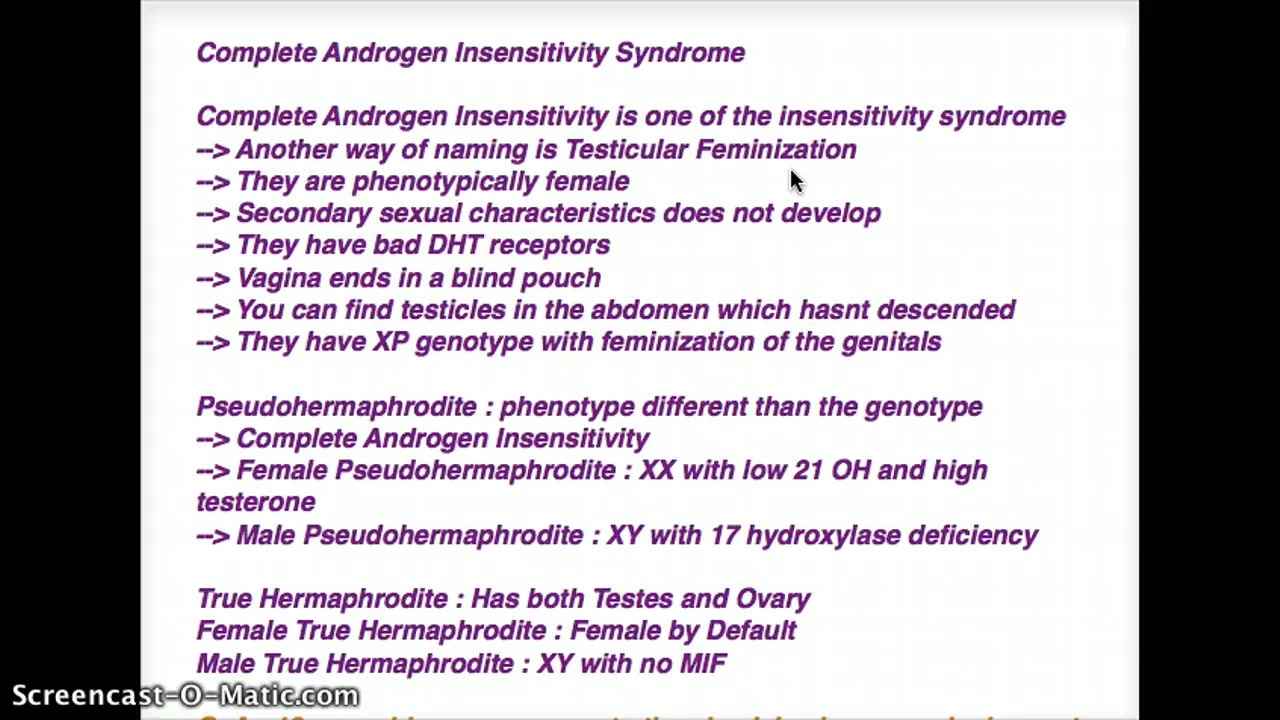 Complete Androgen Insensitivity Syndrome
Complete Androgen Insensitivity is one of the insensitivity syndrome
--> Another way of naming is Testicular Feminization
--> They are phenotypically female
--> Secondary sexual characteristics does not develop
--> They have bad DHT receptors
--> Vagina ends in a blind pouch
--> You can find testicles in the abdomen which hasnt descended
--> They have XP genotype with feminization of the genitals
Pseudohermaphrodite : phenotype different than the genotype
--> Complete Androgen Insensitivity
--> Female Pseudohermaphrodite : XX with low 21 OH and high
testerone
--> Male Pseudohermaphrodite : XY with 17 hydroxylase deficiency
True Hermaphrodite : Has both Testes and Ovary
Female True Hermaphrodite : Female by Default
Male True Hermaphrodite : XY with no MIF
Screencast-O-Matic.com